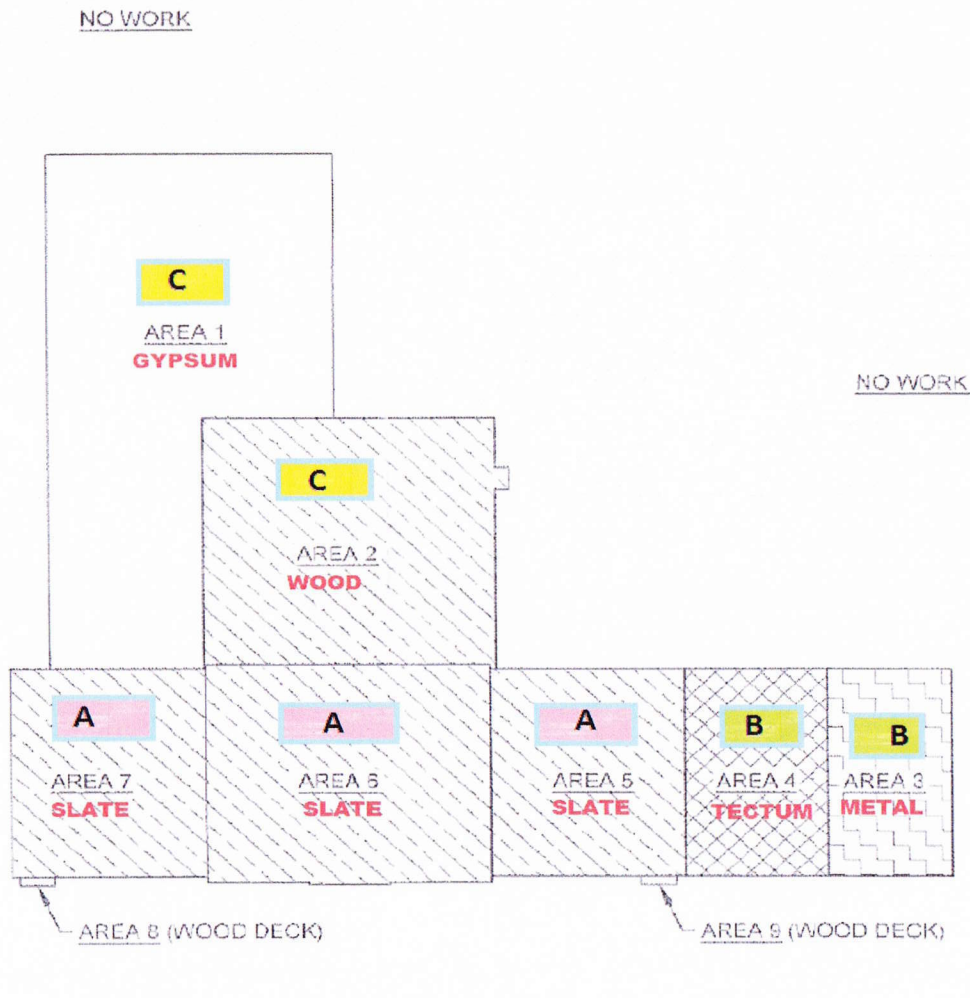 NO WORK
C
AREA 1
GYPSUM
NO WORK
C
AREA 2
WOOD
A
AREA 7
SLATE
A
AREA 6
SLATE
A
AREA 5
SLATE
B
AREA 4
TECTUM
B
AREA 3
METAL
AREA 8 (WOOD DECK)
AREA 9 (WOOD DECK)